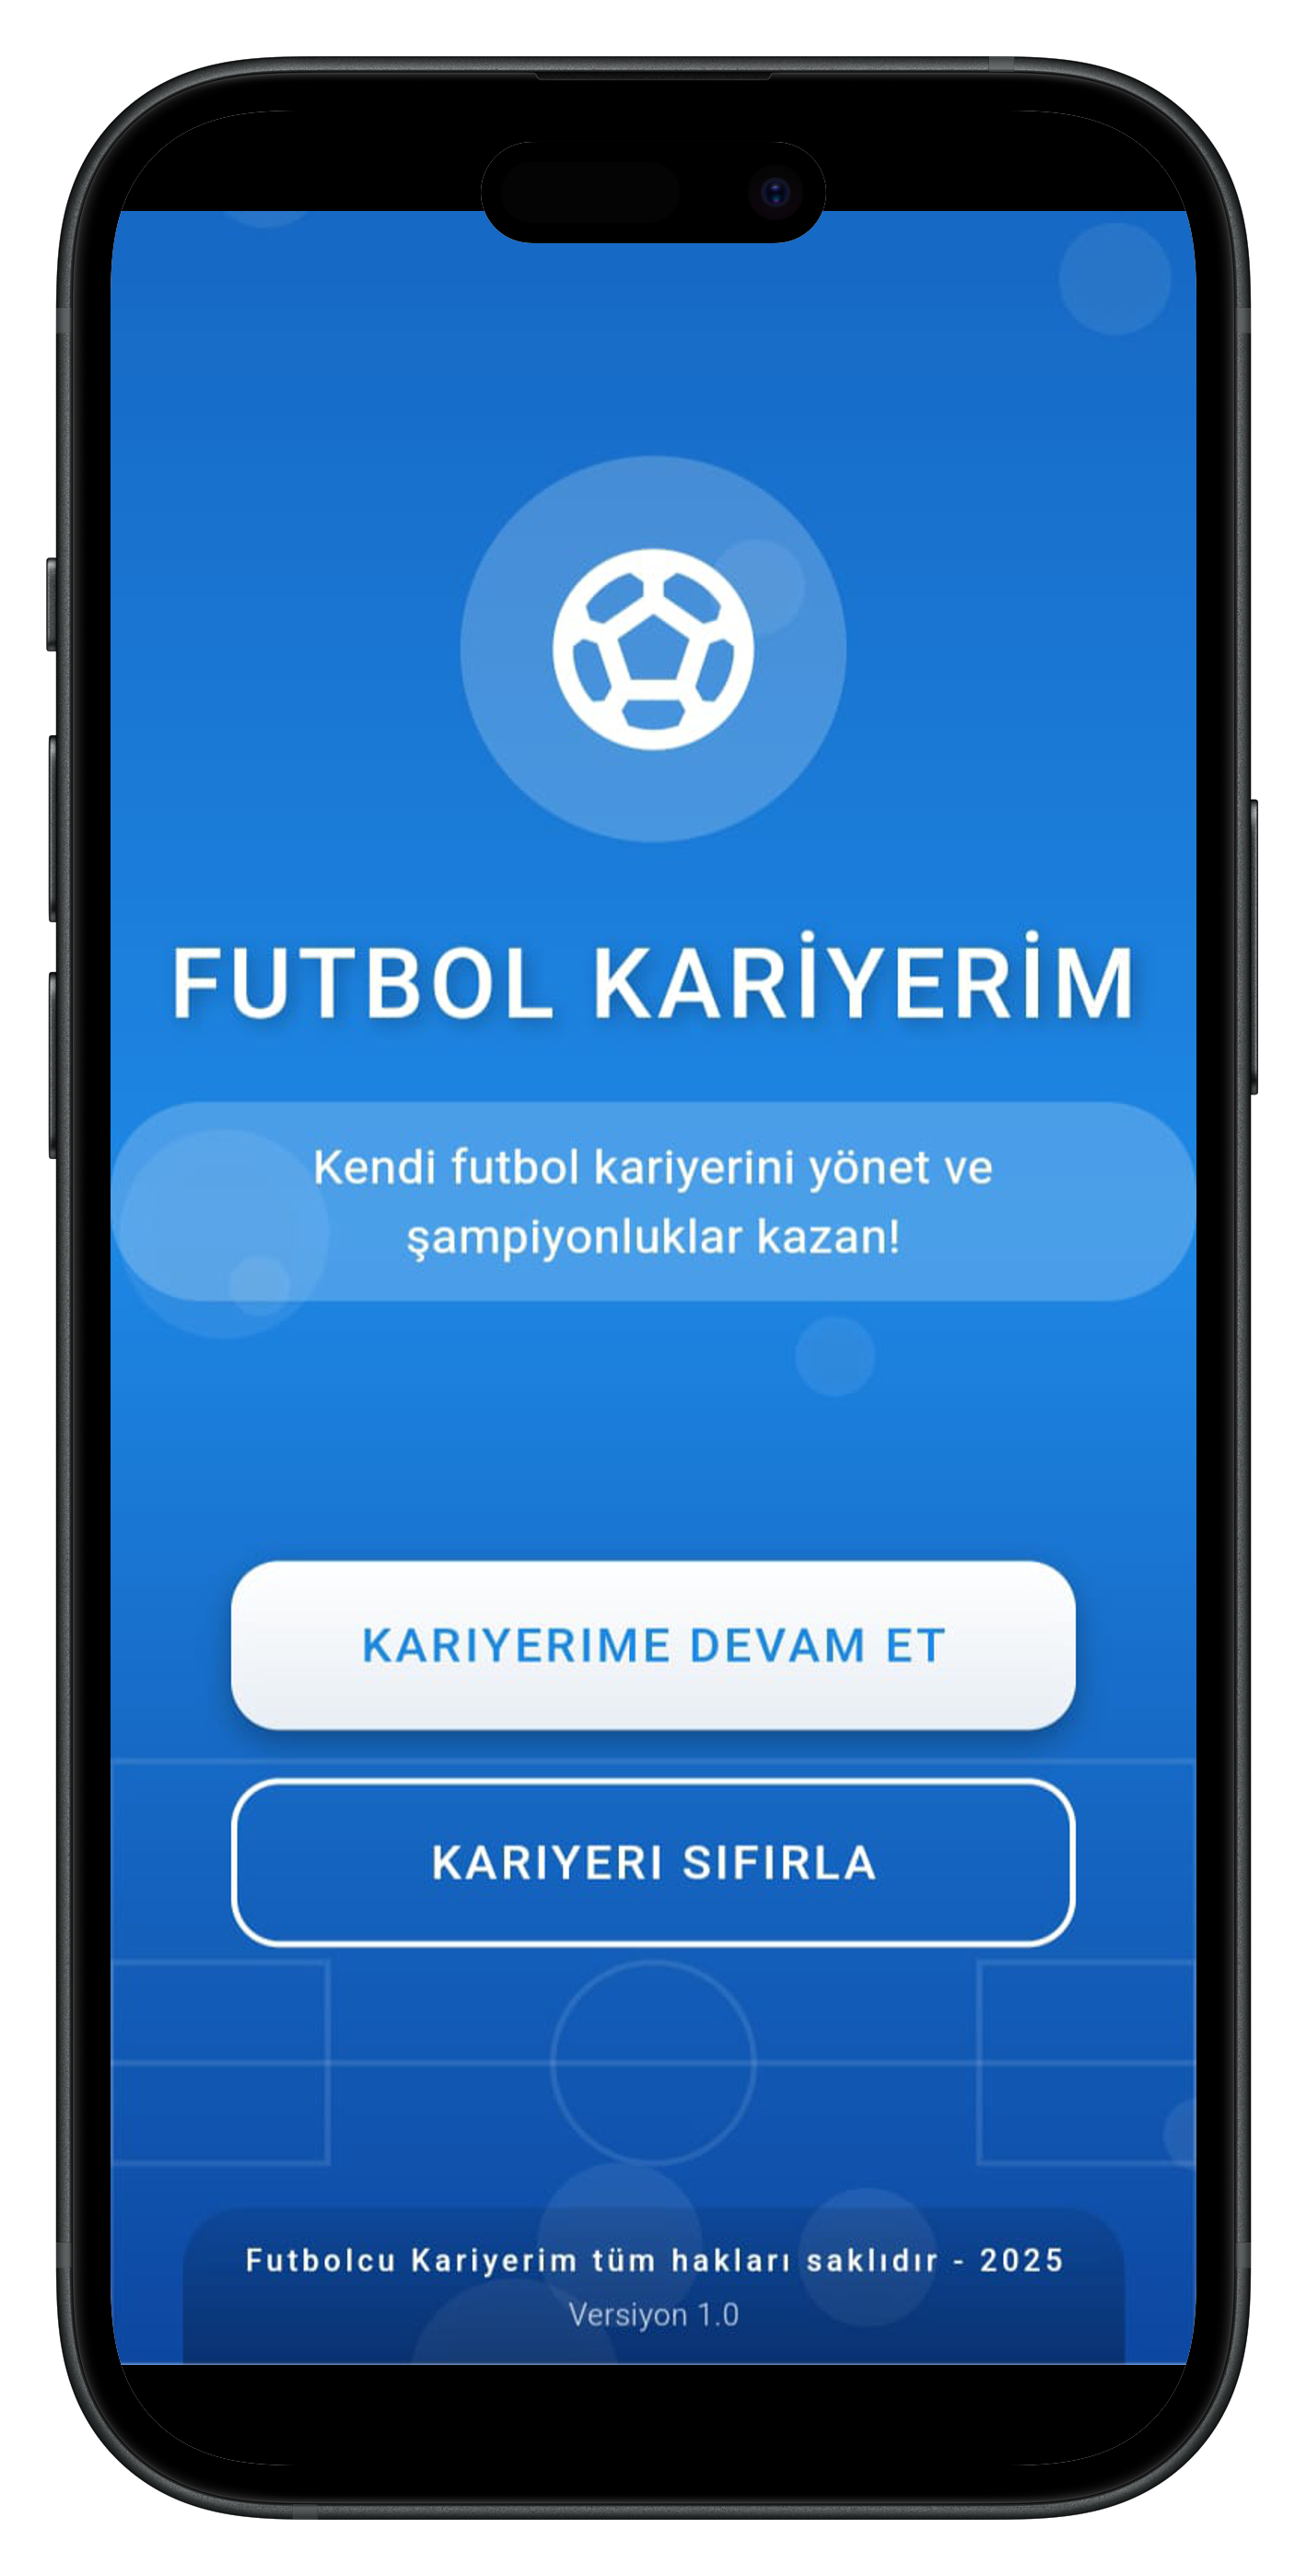 FUTBOL KARİYERİM
Kendi futbol kariyerini yönet ve
şampiyonluklar kazan!
KARIYERIME DEVAM ET
KARIYERI SIFIRLA
Futbolcu Kariyerim tüm hakları saklıdır - 2025
Versiyon 1.0